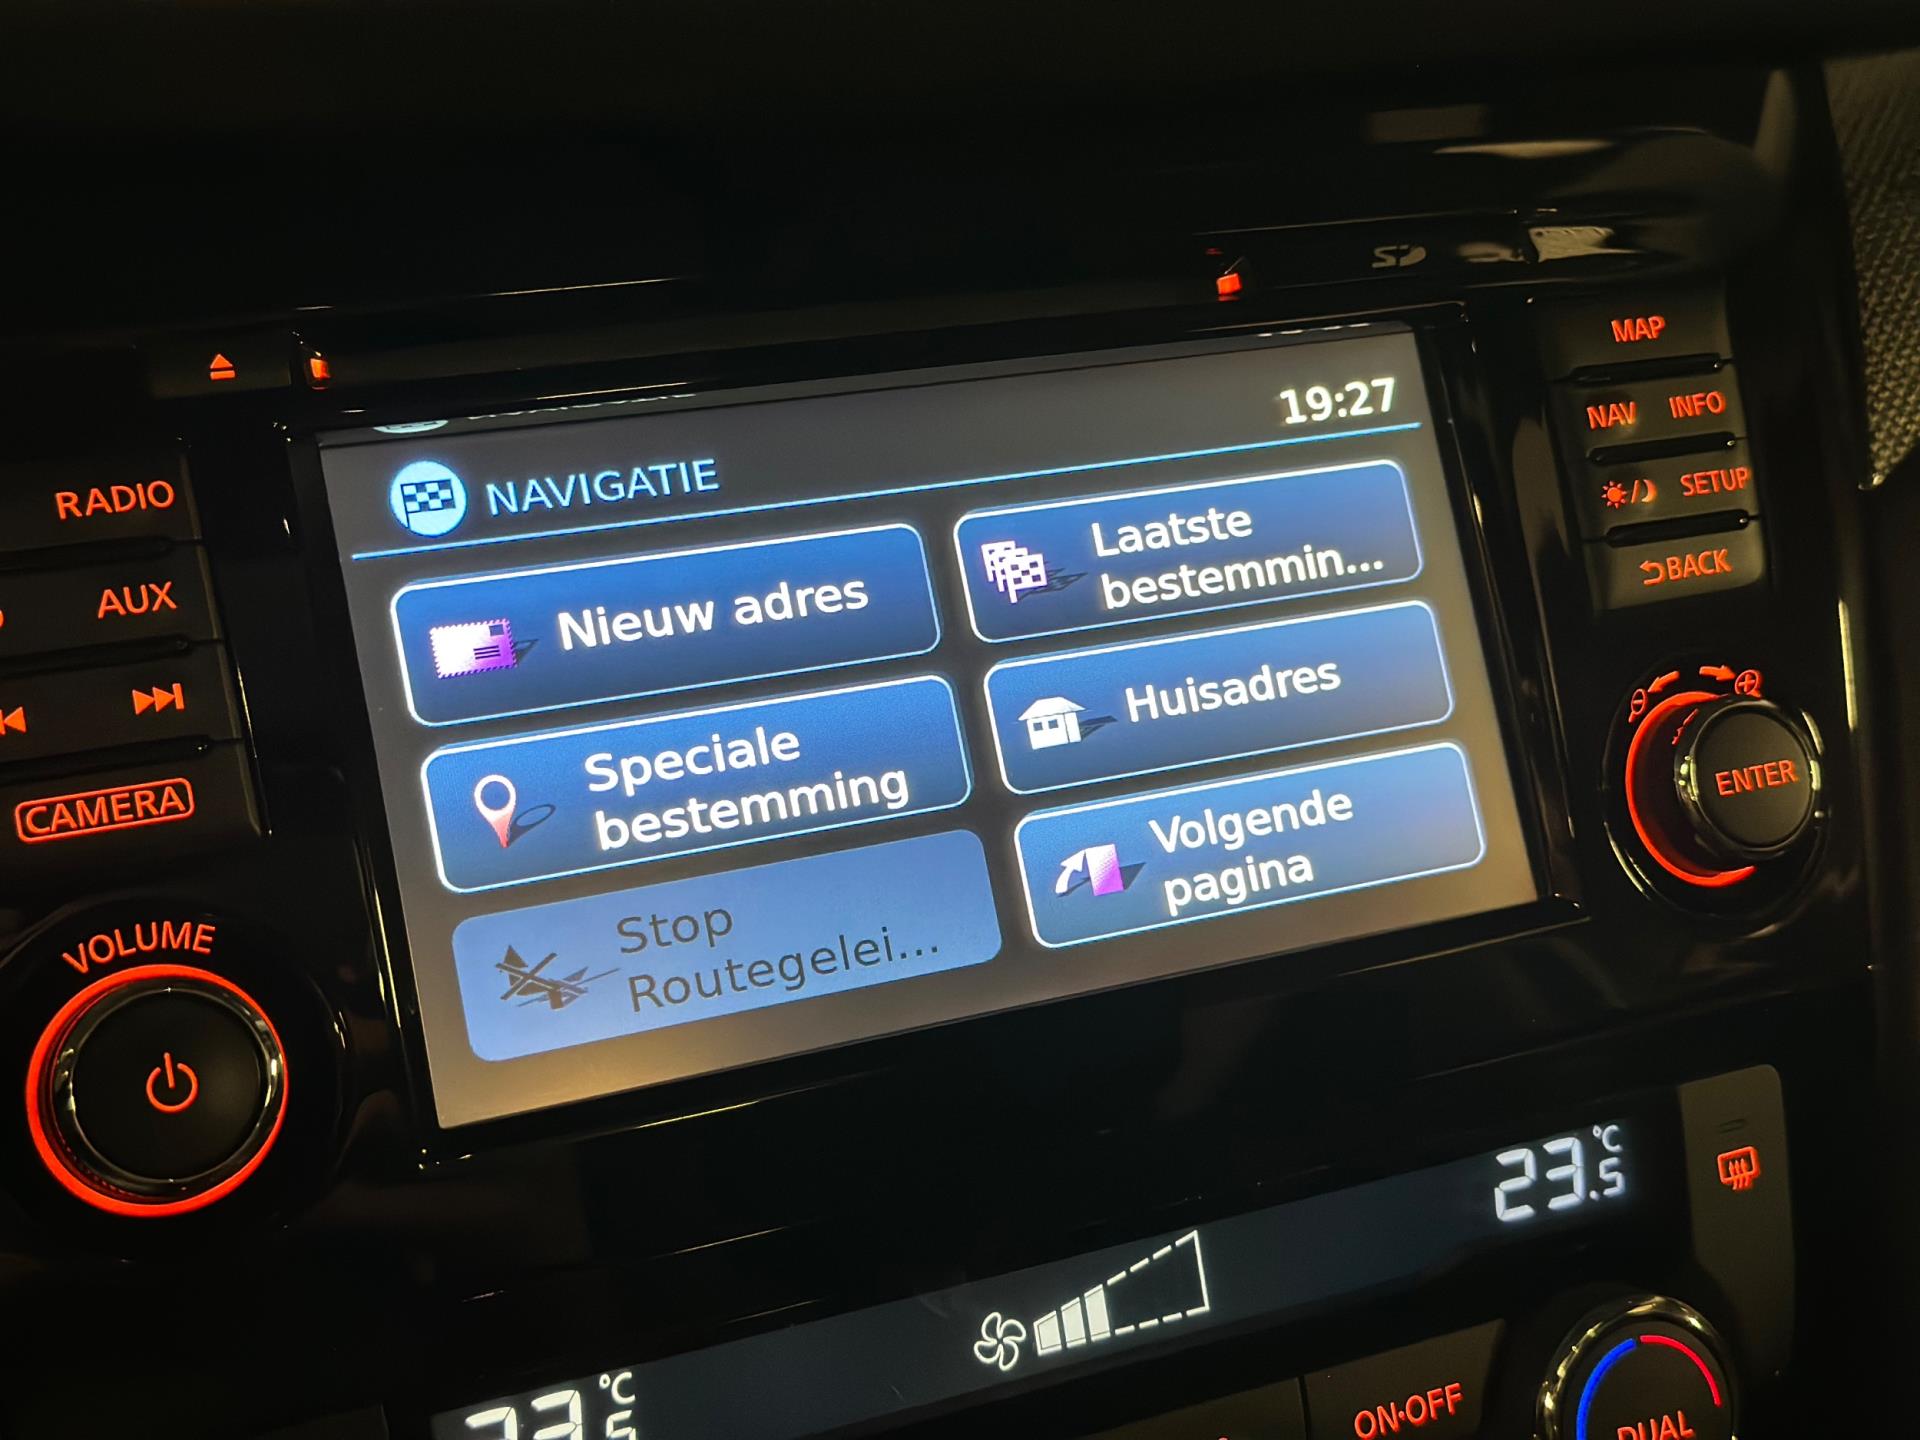 SD
MAP
NAV INFO
SETUP
BACK
ENTER
RADIO
AUX
CAMERA
VOLUME
19:27
NAVIGATIE
Nieuw adres
Laatste
bestemmin...
Speciale
bestemming
Huisadres
Stop
Routegelei...
Volgende
pagina
23.5 °C
°C
ON•OFF
DUAL